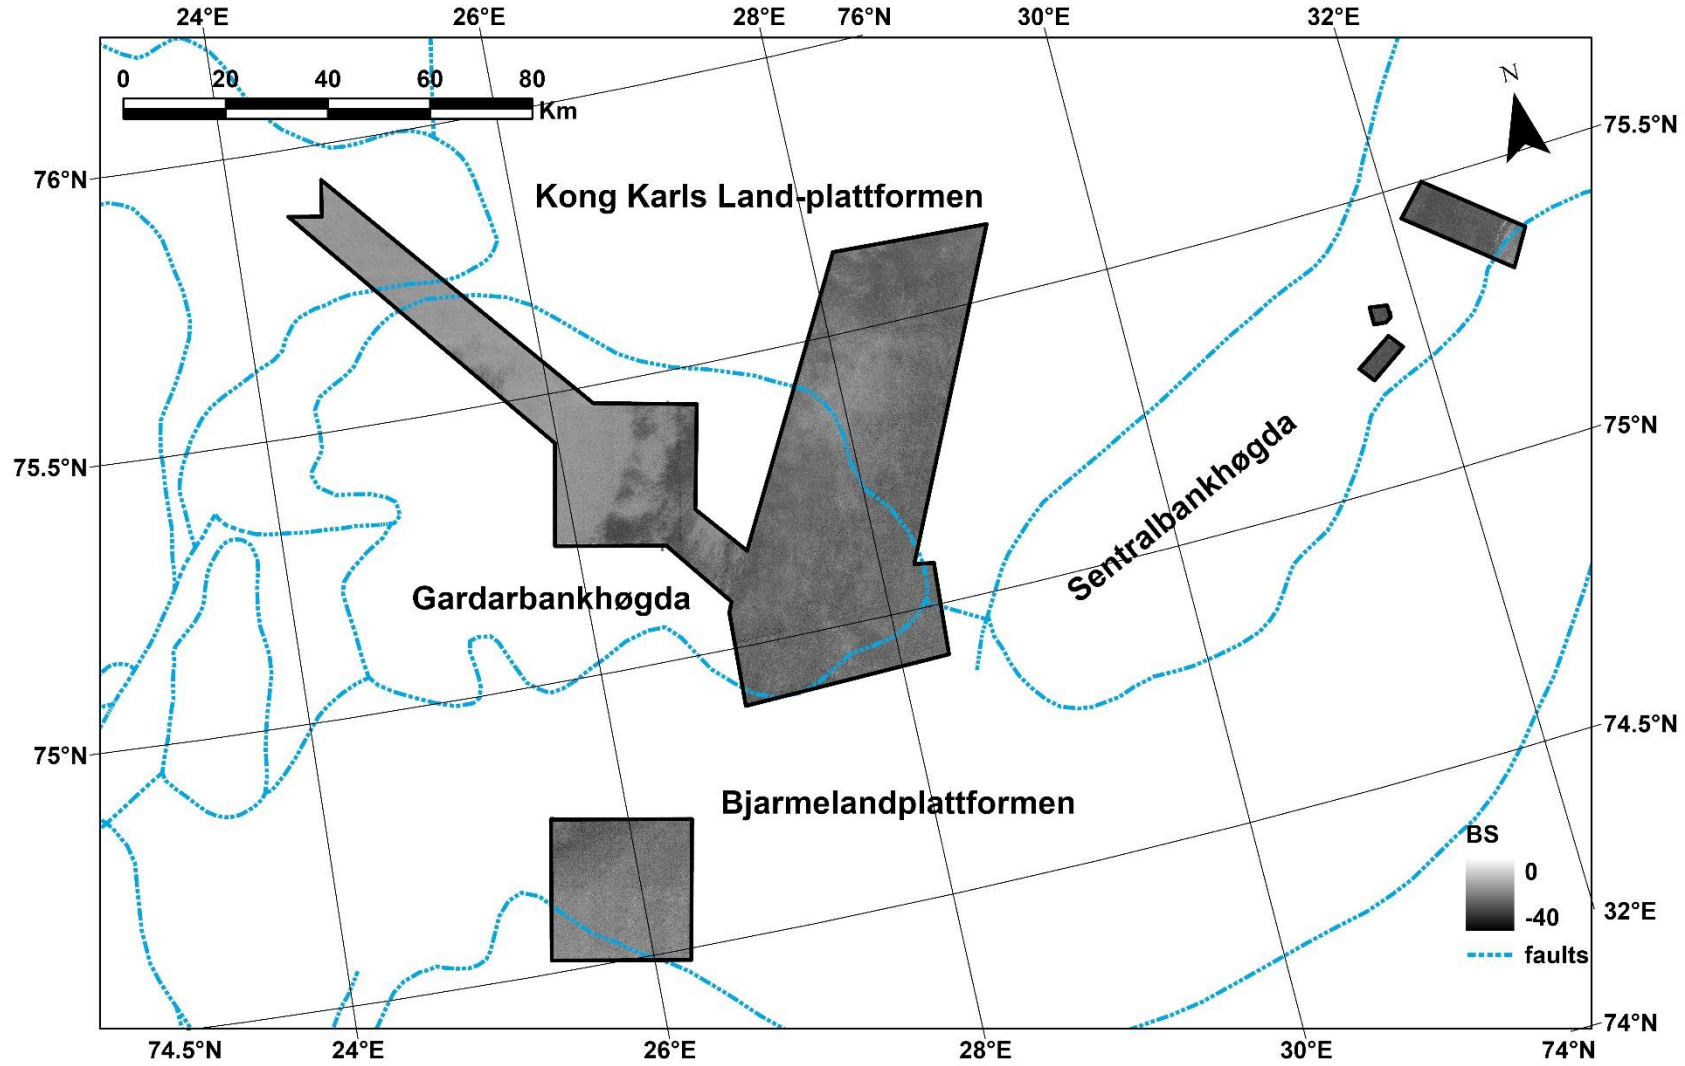 24°E 26°E 28°E 76°N 30°E 32°E
N
0 20 40 60 80
Km
75.5°N
76°N
Kong Karls Land-plattformen
75°N
75.5°N
Sentralbankhøgda
Gardarbankhøgda
74.5°N
75°N
Bjarmelandplattformen
BS
0
-40
32°E
faults
74°N
74.5°N 24°E 26°E 28°E 30°E 74°N